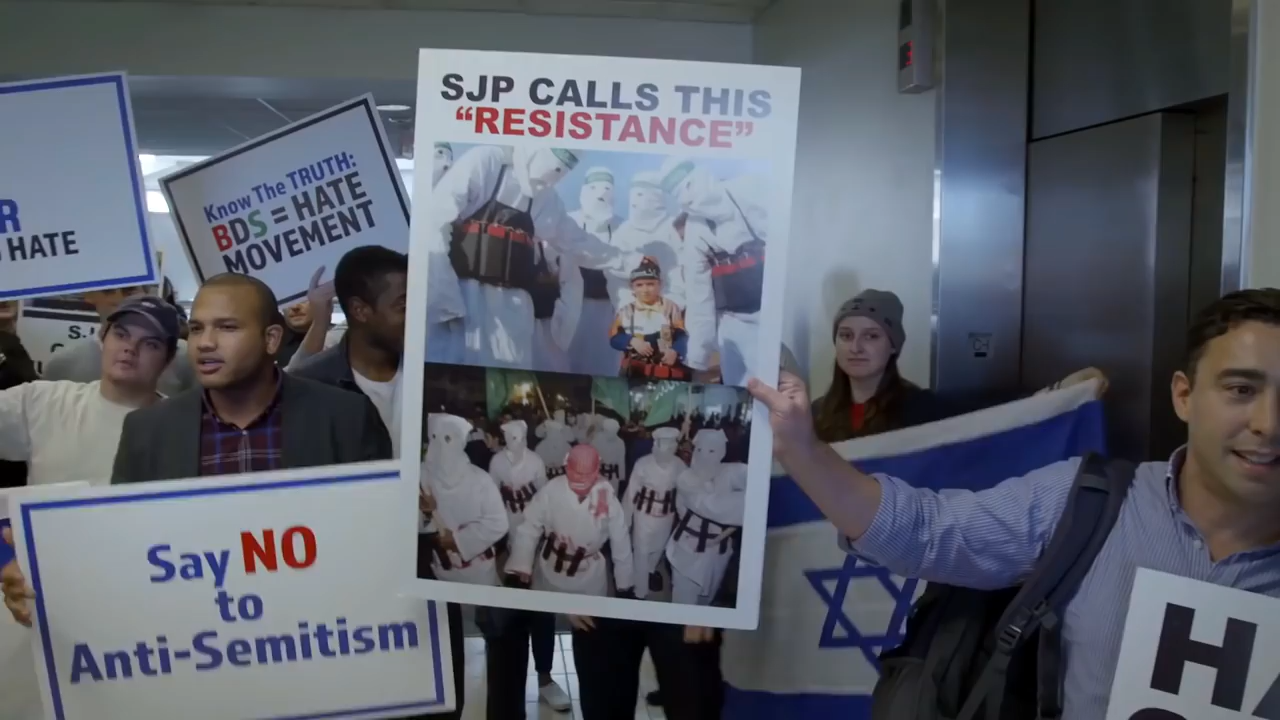 R
HATE
Know The TRUTH:
BDS = HATE
MOVEMENT
SJP CALLS THIS
“RESISTANCE”
Say NO
to
Anti-Semitism